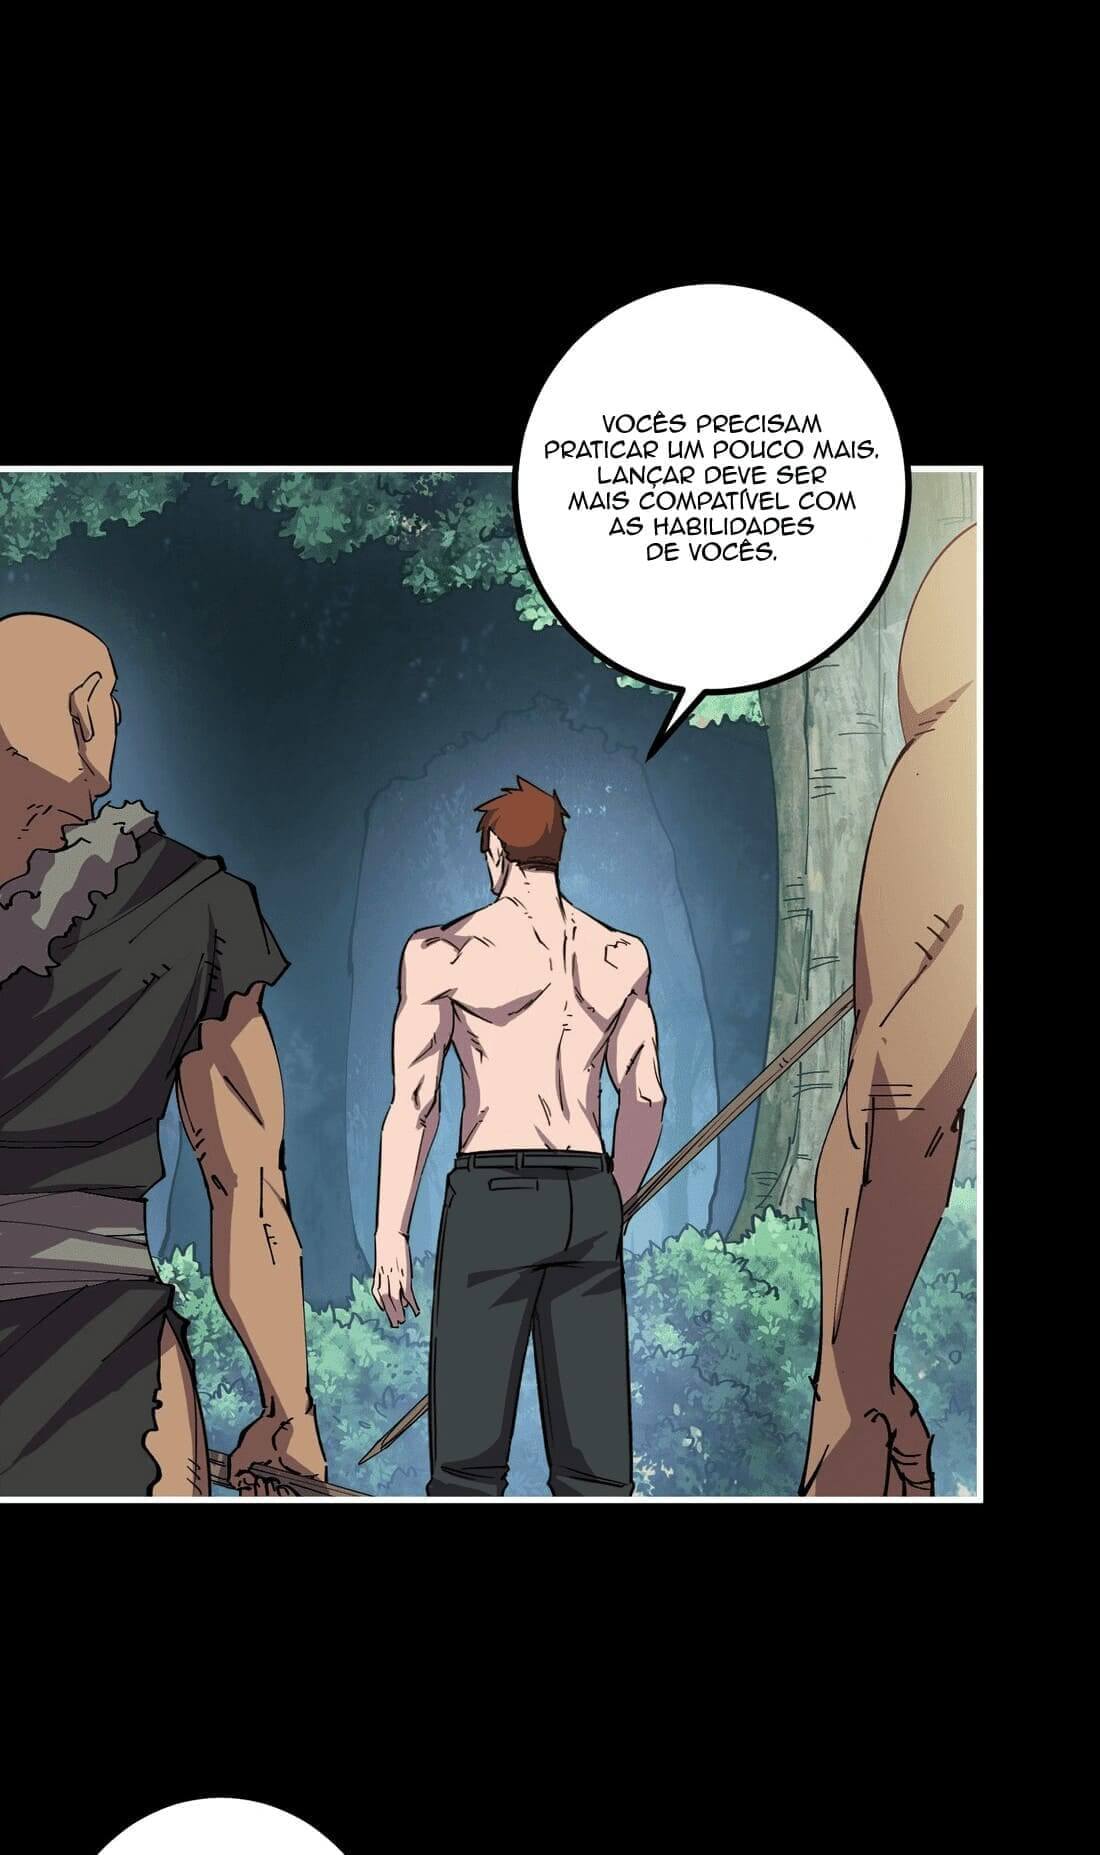 VOCÊS PRECISAM
PRATICAR UM POUCO MAIS.
LANÇAR DEVE SER
MAIS COMPATÍVEL COM
AS HABILIDADES
DE VOCÊS.